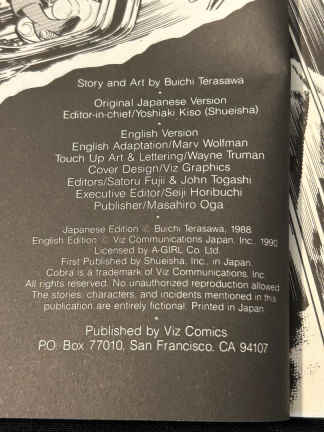 Story and Art by Buichi Terasawa
•
Original Japanese Version
Editor-in-chief/Yoshiaki Kiso (Shueisha)
•
English Version
English Adaptation/Marv Wolfman
Touch Up Art & Lettering/Wayne Truman
Cover Design/Viz Graphics
Editors/Satoru Fujii & John Togashi
Executive Editor/Seiji Horibuchi
Publisher/Masahiro Oga
•
Japanese Edition © Buichi Terasawa, 1988
English Edition © Viz Communications Japan, Inc. 1990
Licensed by A-GIRL Co. Ltd.
First Published by Shueisha, Inc., in Japan
Cobra is a trademark of Viz Communications, Inc.
All rights reserved. No unauthorized reproduction allowed.
The stories, characters, and incidents mentioned in this
publication are entirely fictional. Printed in Japan
•
Published by Viz Comics
P.O. Box 77010, San Francisco, CA 94107